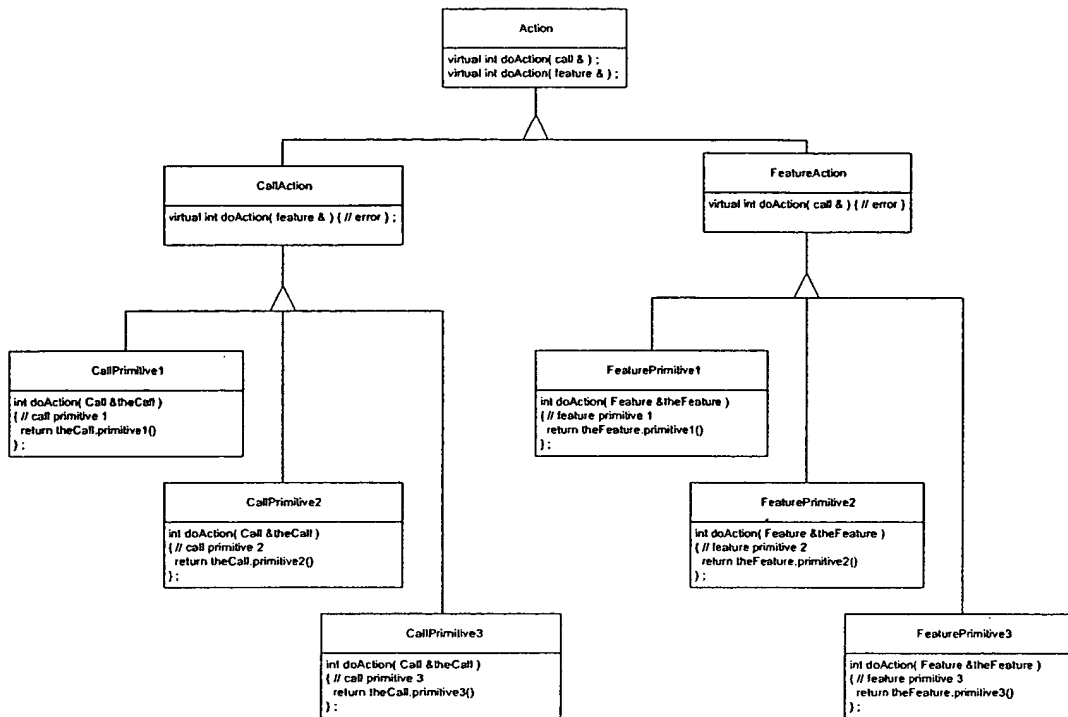 Action
virtual int doAction( call & ) ;
virtual int doAction( feature & ) ;
CallAction
virtual int doAction( feature & ) { // error } ;
FeatureAction
virtual int doAction( call & ) { // error }
CallPrimitive1
int doAction( Call &theCall )
{ // call primitive 1
return theCall.primitive1()
} ;
FeaturePrimitive1
int doAction( Feature &theFeature )
{ // feature primitive 1
return theFeature.primitive1()
} ;
CallPrimitive2
int doAction( Call &theCall )
{ // call primitive 2
return theCall.primitive2()
} ;
FeaturePrimitive2
int doAction( Feature &theFeature )
{ // feature primitive 2
return theFeature.primitive2()
} ;
CallPrimitive3
int doAction( Call &theCall )
{ // call primitive 3
return theCall.primitive3()
} ;
FeaturePrimitive3
int doAction( Feature &theFeature )
{ // feature primitive 3
return theFeature.primitive3()
} ;